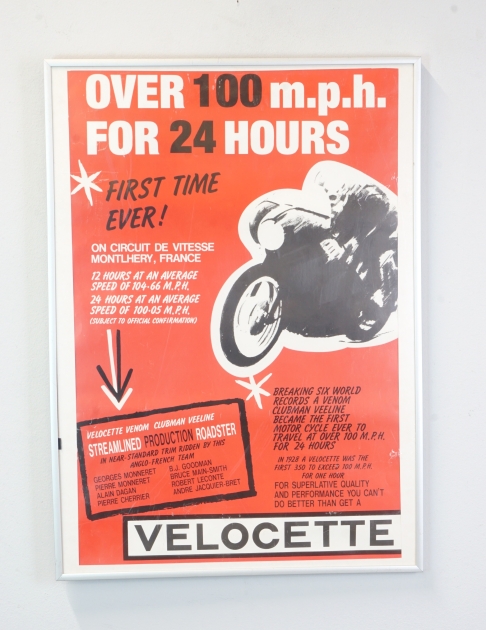 OVER 100 m.p.h.
FOR 24 HOURS
FIRST TIME
EVER!
ON CIRCUIT DE VITESSE
MONTLHERY, FRANCE
12 HOURS AT AN AVERAGE
SPEED OF 104-66 M.P.H.
24 HOURS AT AN AVERAGE
SPEED OF 100-05 M.P.H.
(SUBJECT TO OFFICIAL CONFIRMATION)
VELOCETTE VENOM CLUBMAN VEELINE
STREAMLINED PRODUCTION ROADSTER
IN NEAR-STANDARD TRIM RIDDEN BY THIS
ANGLO-FRENCH TEAM
GEORGES MONNERET
PIERRE MONNERET
ALAIN DAGAN
PIERRE CHERRIER
B.J. GOODMAN
BRUCE MAIN-SMITH
ROBERT LECONTE
ANDRE JACQUIER-BRET
BREAKING SIX WORLD
RECORDS A VENOM
CLUBMAN VEELINE
BECAME THE FIRST
MOTOR CYCLE EVER TO
TRAVEL AT OVER 100 M.P.H.
FOR 24 HOURS
IN 1928 A VELOCETTE WAS THE
FIRST 350 TO EXCEED 100 M.P.H.
FOR ONE HOUR
FOR SUPERLATIVE QUALITY
AND PERFORMANCE YOU CAN'T
DO BETTER THAN GET A
VELOCETTE